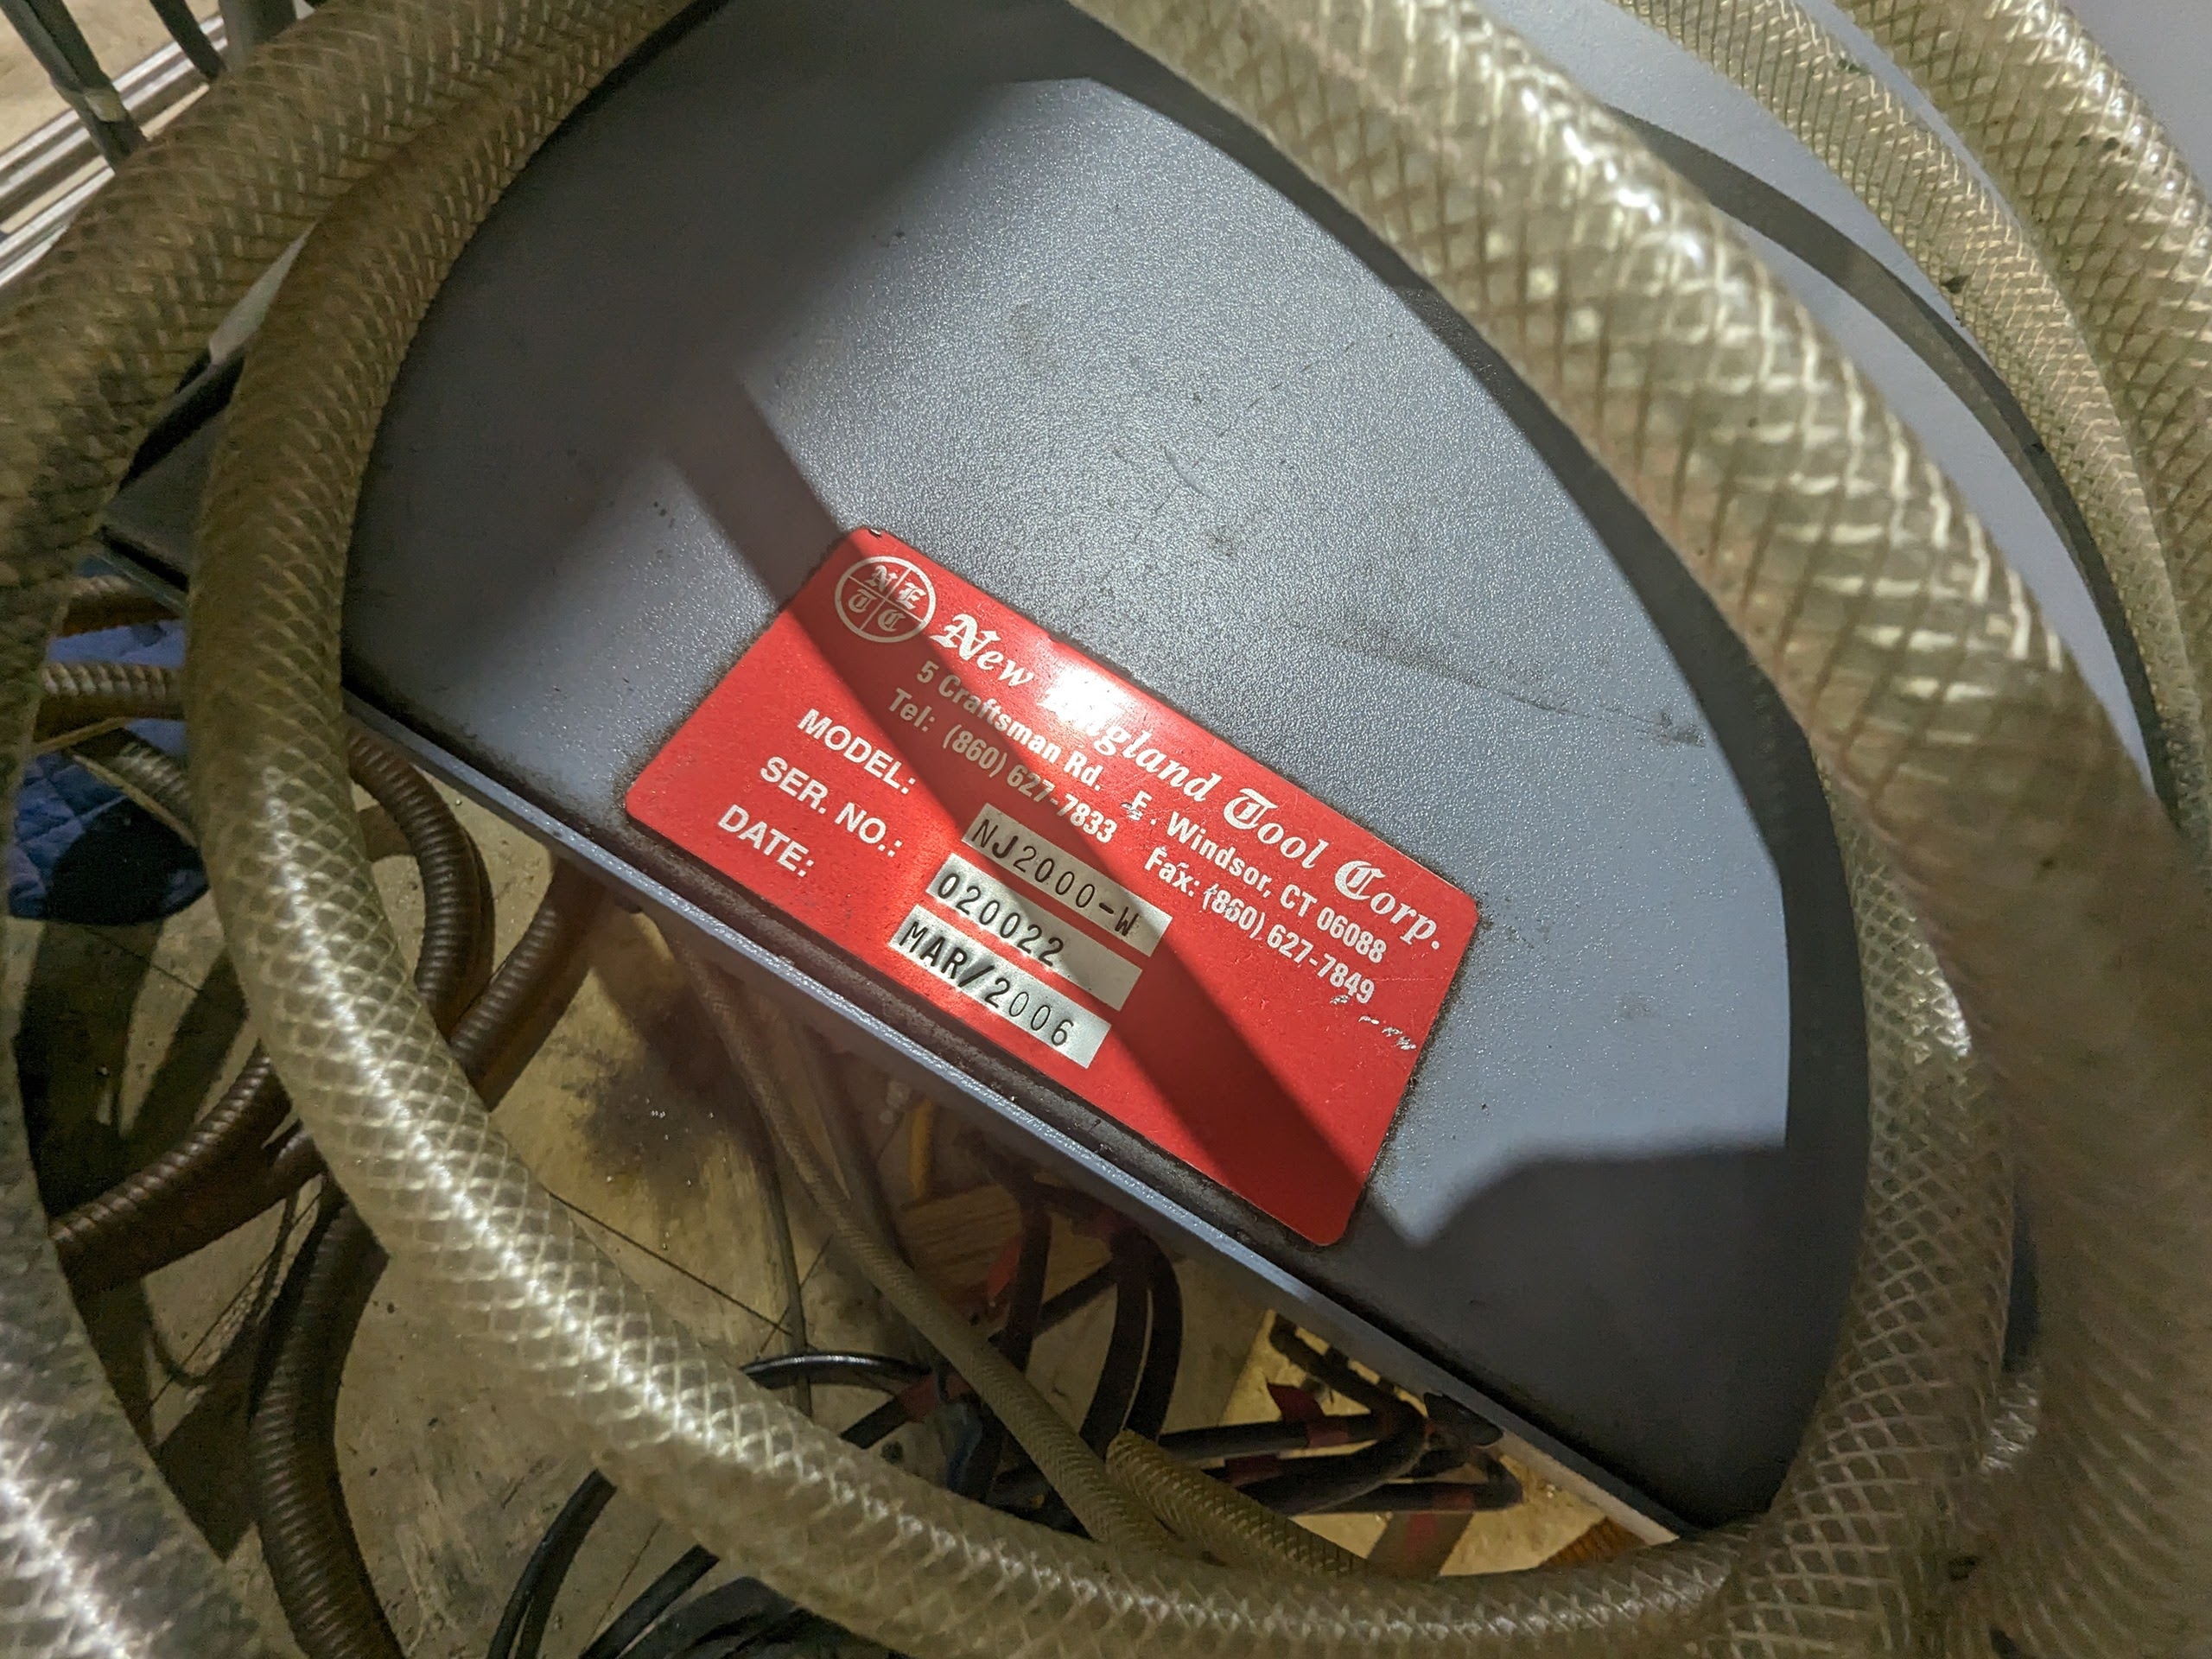 N E
T C
New England Tool Corp.
5 Craftsman Rd. E. Windsor, CT 06088
Tel: (860) 627-7833 Fax: (860) 627-7849
MODEL: NJ2000-W
SER. NO.: 020022
DATE: MAR/2006